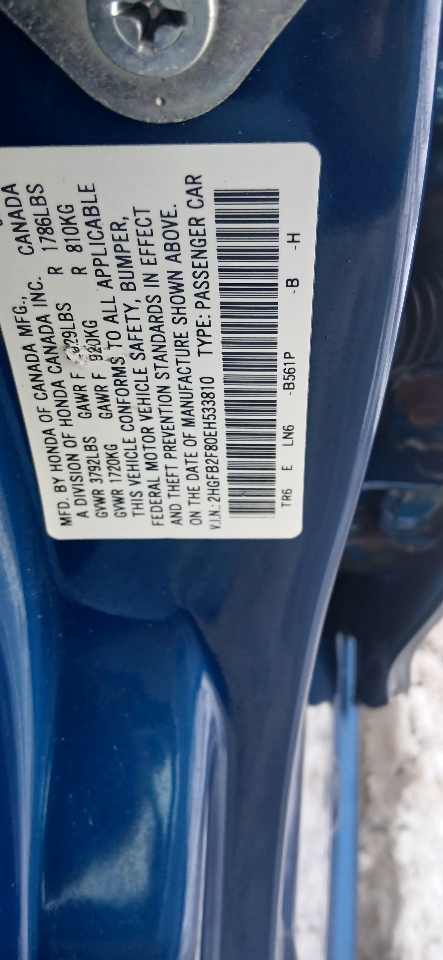 MFD. BY HONDA OF CANADA MFG., CANADA
A DIVISION OF HONDA CANADA INC.
GVWR 3792LBS GAWR F 2029LBS R 1786LBS
GVWR 1720KG GAWR F 920KG R 810KG
THIS VEHICLE CONFORMS TO ALL APPLICABLE
FEDERAL MOTOR VEHICLE SAFETY, BUMPER,
AND THEFT PREVENTION STANDARDS IN EFFECT
ON THE DATE OF MANUFACTURE SHOWN ABOVE.
V.I.N.: 2HGFB2F80EH533810 TYPE: PASSENGER CAR
TR6 E LN6 -B561P -B -H